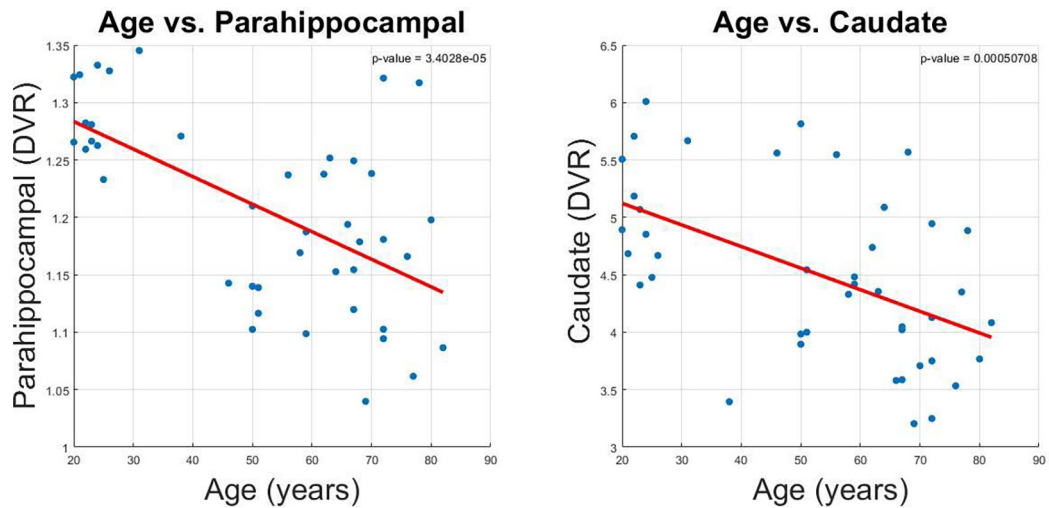 Age vs. Parahippocampal
p-value = 3.4028e-05
Parahippocampal (DVR)
1.35
1.3
1.25
1.2
1.15
1.1
1.05
1
20 30 40 50 60 70 80 90
Age (years)
Age vs. Caudate
p-value = 0.00050708
Caudate (DVR)
6.5
6
5.5
5
4.5
4
3.5
3
20 30 40 50 60 70 80 90
Age (years)